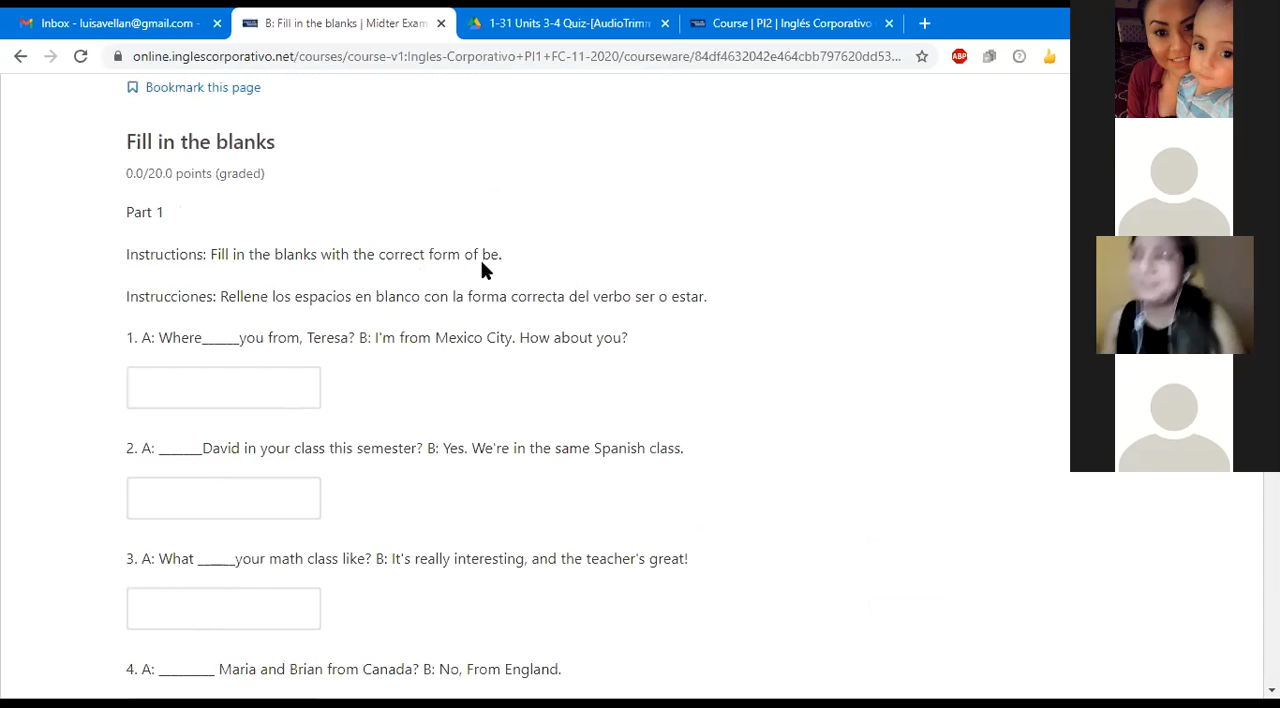 Inbox - luisavellan@gmail.com -
B: Fill in the blanks | Midter Exam
1-31 Units 3-4 Quiz-[AudioTrimm
Course | PI2 | Inglés Corporativo
online.inglescorporativo.net/courses/course-v1:Ingles-Corporativo+PI1+FC-11-2020/courseware/84df4632042e464cbb797620dd53...
ABP
Bookmark this page
Fill in the blanks
0.0/20.0 points (graded)
Part 1
Instructions: Fill in the blanks with the correct form of be.
Instrucciones: Rellene los espacios en blanco con la forma correcta del verbo ser o estar.
1. A: Where______you from, Teresa? B: I'm from Mexico City. How about you?
2. A: _______David in your class this semester? B: Yes. We're in the same Spanish class.
3. A: What ______your math class like? B: It's really interesting, and the teacher's great!
4. A: _________ Maria and Brian from Canada? B: No, From England.